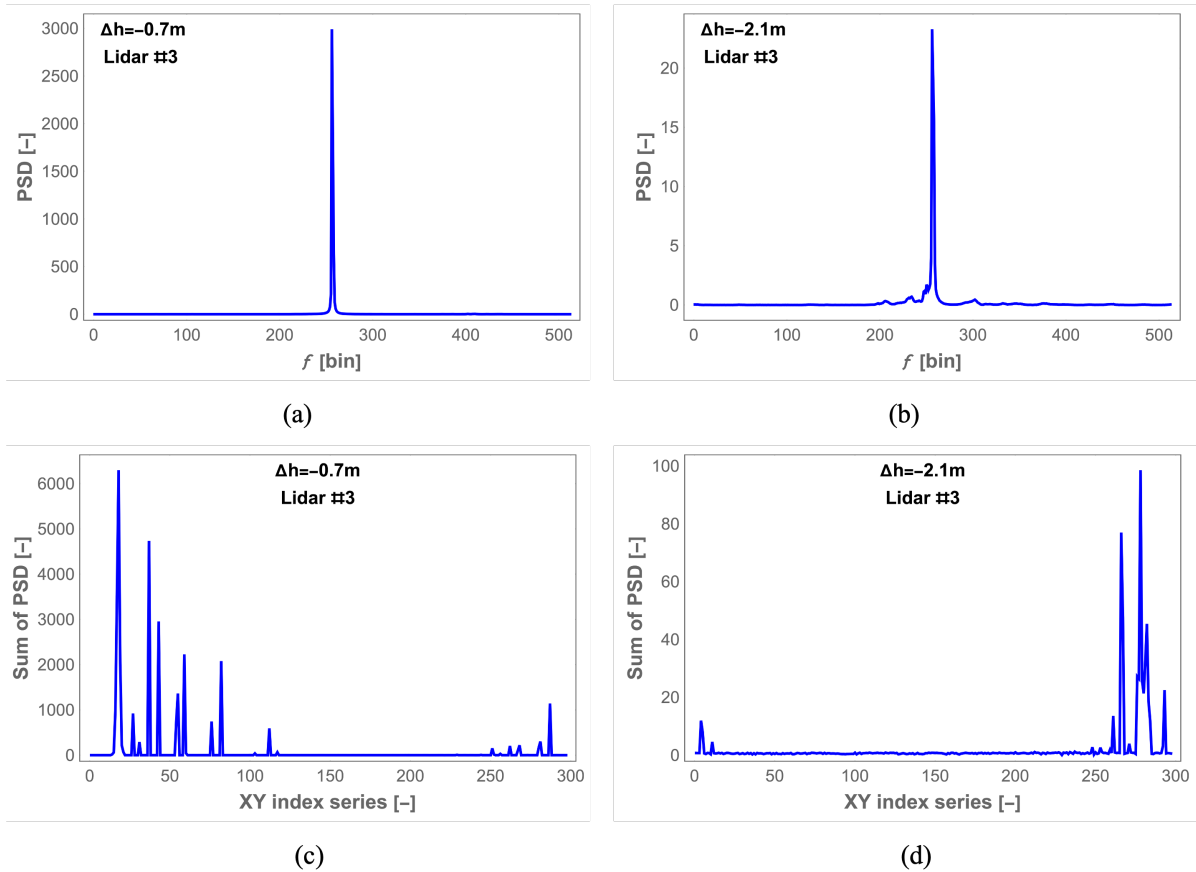 Δh=−0.7m
Lidar #3
PSD [−]
3000
2500
2000
1500
1000
500
0
0 100 200 300 400 500
f [bin]
(a)
Δh=−2.1m
Lidar #3
PSD [−]
20
15
10
5
0
0 100 200 300 400 500
f [bin]
(b)
Δh=−0.7m
Lidar #3
Sum of PSD [−]
6000
5000
4000
3000
2000
1000
0
0 50 100 150 200 250 300
XY index series [−]
(c)
Δh=−2.1m
Lidar #3
Sum of PSD [−]
100
80
60
40
20
0
0 50 100 150 200 250 300
XY index series [−]
(d)